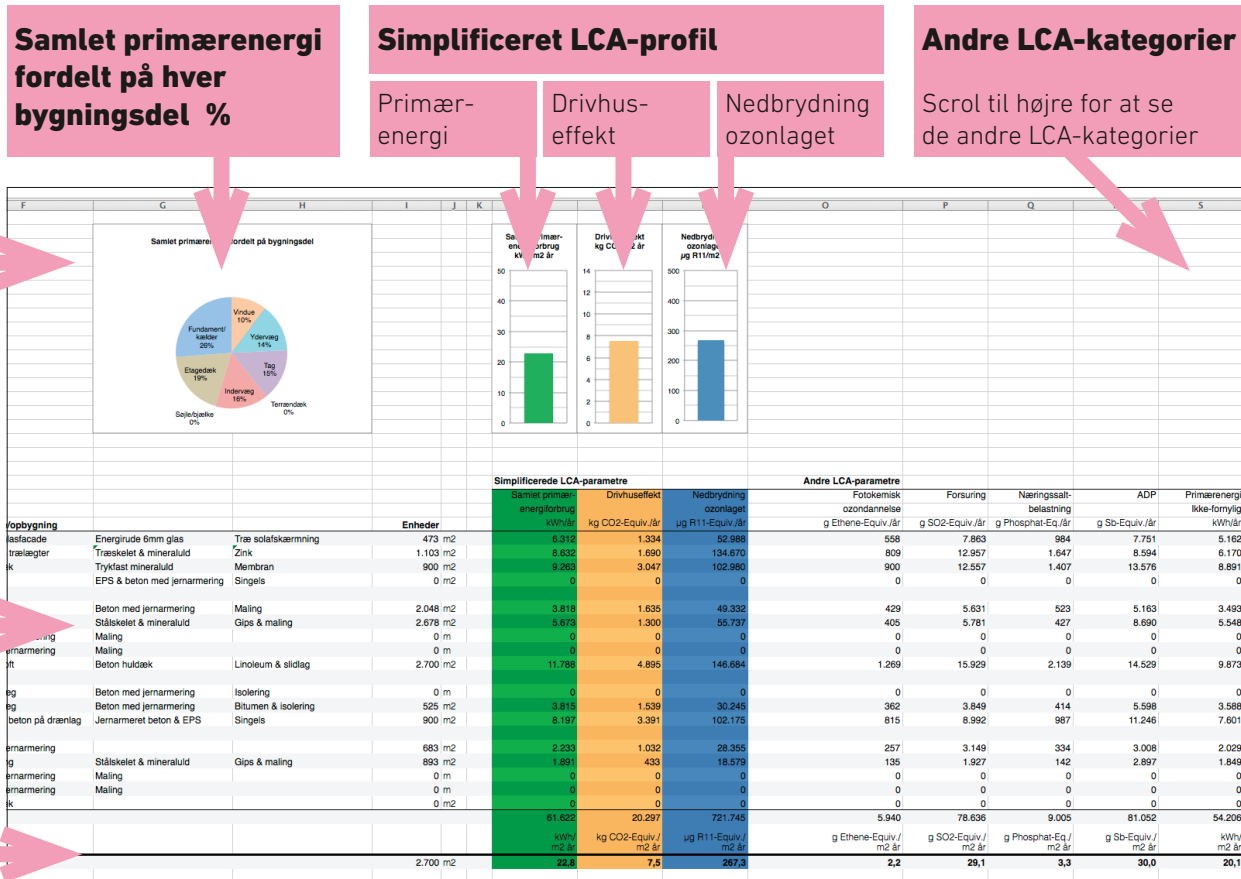 Samlet primærenergi
fordelt på hver
bygningsdel %
Simplificeret LCA-profil
Primær-
energi
Drivhus-
effekt
Nedbrydning
ozonlaget
Andre LCA-kategorier
Scrol til højre for at se
de andre LCA-kategorier
F G H I J K O P Q S
Samlet fordelt på bygningsdel
Vindue
10%
Ydervæg
14%
Tag
15%
Terrændæk
0%
Indervæg
16%
Søjle/bjælke
0%
Etagedæk
19%
Fundament/
kælder
26%
m2 år
50
40
30
20
10
0
14
12
10
8
6
4
2
0
Nedb
ozonlag
µg R11/m2
500
400
300
200
100
0
Simplificerede LCA-parametre Andre LCA-parametre
Samlet primær- Drivhuseffekt Nedbrydning Fotokemisk Forsuring Næringssalt- ADP Primærenergi
energiforbrug ozonlaget ozondannelse belastning Ikke-fornylig
/opbygning Enheder kWh/år kg CO2-Equiv./år µg R11-Equiv./år g Ethene-Equiv./år g SO2-Equiv./år g Phosphat-Eq./år g Sb-Equiv./år kWh/år
lasfacade Energirude 6mm glas Træ solafskærmning 473 m2 6.312 1.334 52.988 558 7.863 984 7.751 5.162
trælægter Træskelet & mineraluld Zink 1.103 m2 8.632 1.690 134.670 809 12.957 1.647 8.594 6.170
k Trykfast mineraluld Membran 900 m2 9.263 3.047 102.980 900 12.557 1.407 13.576 8.891
EPS & beton med jernarmering Singels 0 m2 0 0 0 0 0 0 0 0
Beton med jernarmering Maling 2.048 m2 3.818 1.635 49.332 429 5.631 523 5.163 3.493
Stålskelet & mineraluld Gips & maling 2.678 m2 5.673 1.300 55.737 405 5.781 427 8.690 5.548
ering Maling 0 m 0 0 0 0 0 0 0 0
ernarmering Maling 0 m 0 0 0 0 0 0 0 0
oft Beton huldæk Linoleum & slidlag 2.700 m2 11.788 4.895 146.684 1.269 15.929 2.139 14.529 9.873
eg Beton med jernarmering Isolering 0 m 0 0 0 0 0 0 0 0
æg Beton med jernarmering Bitumen & isolering 525 m2 3.815 1.539 30.245 362 3.849 414 5.598 3.588
beton på drænlag Jernarmeret beton & EPS Singels 900 m2 8.197 3.391 102.175 815 8.992 987 11.246 7.601
ernarmering 683 m2 2.233 1.032 28.355 257 3.149 334 3.008 2.029
ng Stålskelet & mineraluld Gips & maling 893 m2 1.891 433 18.579 135 1.927 142 2.897 1.849
ernarmering Maling 0 m 0 0 0 0 0 0 0 0
ernarmering Maling 0 m 0 0 0 0 0 0 0 0
k 0 m2 0 0 0 0 0 0 0 0
61.622 20.297 721.745 5.940 78.636 9.005 81.052 54.206
kWh/ kg CO2-Equiv./ µg R11-Equiv./ g Ethene-Equiv./ g SO2-Equiv./ g Phosphat-Eq./ g Sb-Equiv./ kWh/
m2 år m2 år m2 år m2 år m2 år m2 år m2 år m2 år
2.700 m2 22,8 7,5 267,3 2,2 29,1 3,3 30,0 20,1